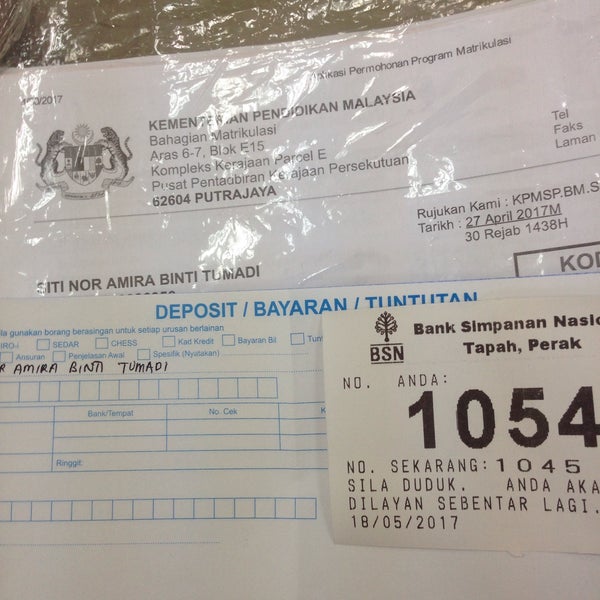 Aplikasi Permohonan Program Matrikulasi
KEMENTERIAN PENDIDIKAN MALAYSIA
Bahagian Matrikulasi
Aras 6-7, Blok E15
Kompleks Kerajaan Parcel E
Pusat Pentadbiran Kerajaan Persekutuan
62604 PUTRAJAYA
Tel
Faks
Laman
Rujukan Kami : KPMSP.BM.S
Tarikh : 27 April 2017M
30 Rejab 1438H
KOD
SITI NOR AMIRA BINTI TUMADI
DEPOSIT / BAYARAN / TUNTUTAN
gunakan borang berasingan untuk setiap urusan berlainan
GIRO-i SEDAR CHESS Kad Kredit Bayaran Bil Tun
Ansuran Penjelasan Awal Spesifik (Nyatakan)
AMIRA BINTI TUMADI
Bank/Tempat No. Cek K
Ringgit:
BSN
Bank Simpanan Nasio
Tapah, Perak
NO. ANDA:
1054
NO. SEKARANG: 1045
SILA DUDUK. ANDA AKA
DILAYAN SEBENTAR LAGI.
18/05/2017